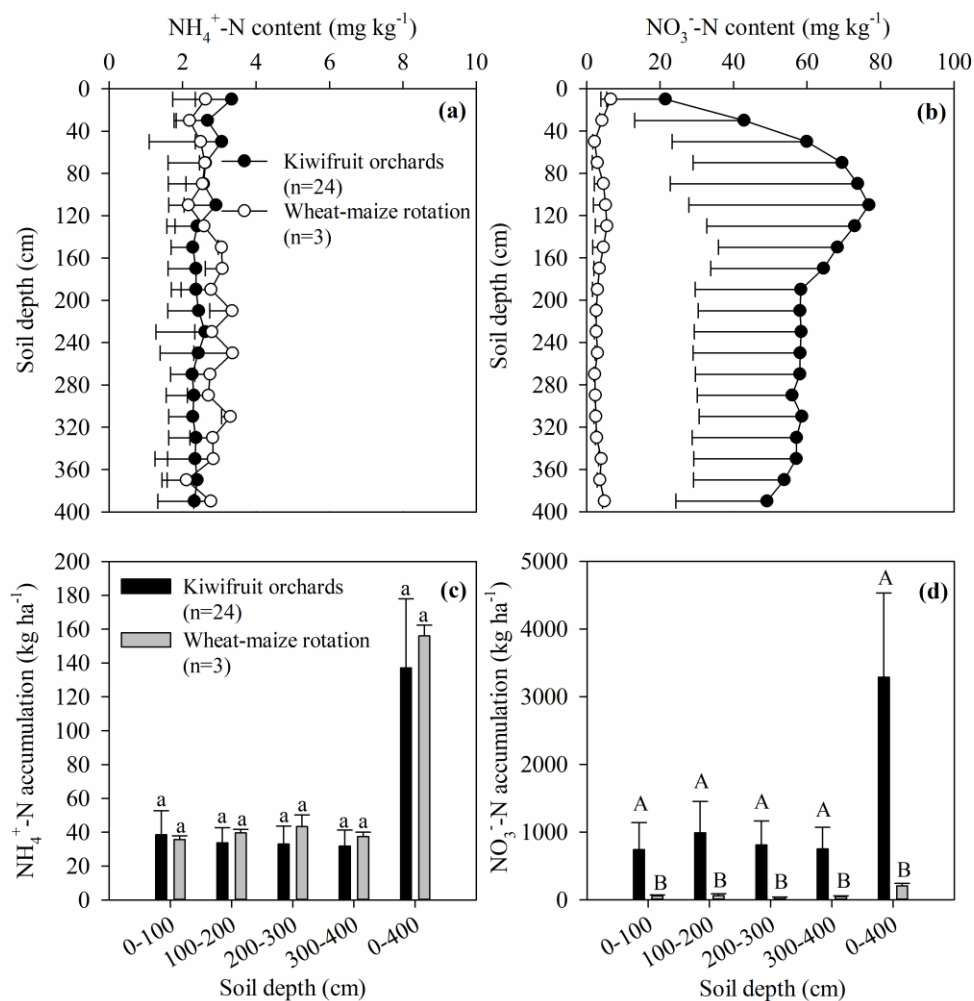 NH₄⁺-N content (mg kg⁻¹)
0 2 4 6 8 10
0
40
80
120
160
200
240
280
320
360
400
Soil depth (cm)
(a)
Kiwifruit orchards
(n=24)
Wheat-maize rotation
(n=3)
NO₃⁻-N content (mg kg⁻¹)
0 20 40 60 80 100
0
40
80
120
160
200
240
280
320
360
400
Soil depth (cm)
(b)
200
180
160
140
120
100
80
60
40
20
0
NH₄⁺-N accumulation (kg ha⁻¹)
Kiwifruit orchards
(n=24)
Wheat-maize rotation
(n=3)
(c)
a a a a a a a a a a
0-100 100-200 200-300 300-400 0-400
Soil depth (cm)
5000
4000
3000
2000
1000
0
NO₃⁻-N accumulation (kg ha⁻¹)
(d)
A B A B A B A B A B
0-100 100-200 200-300 300-400 0-400
Soil depth (cm)